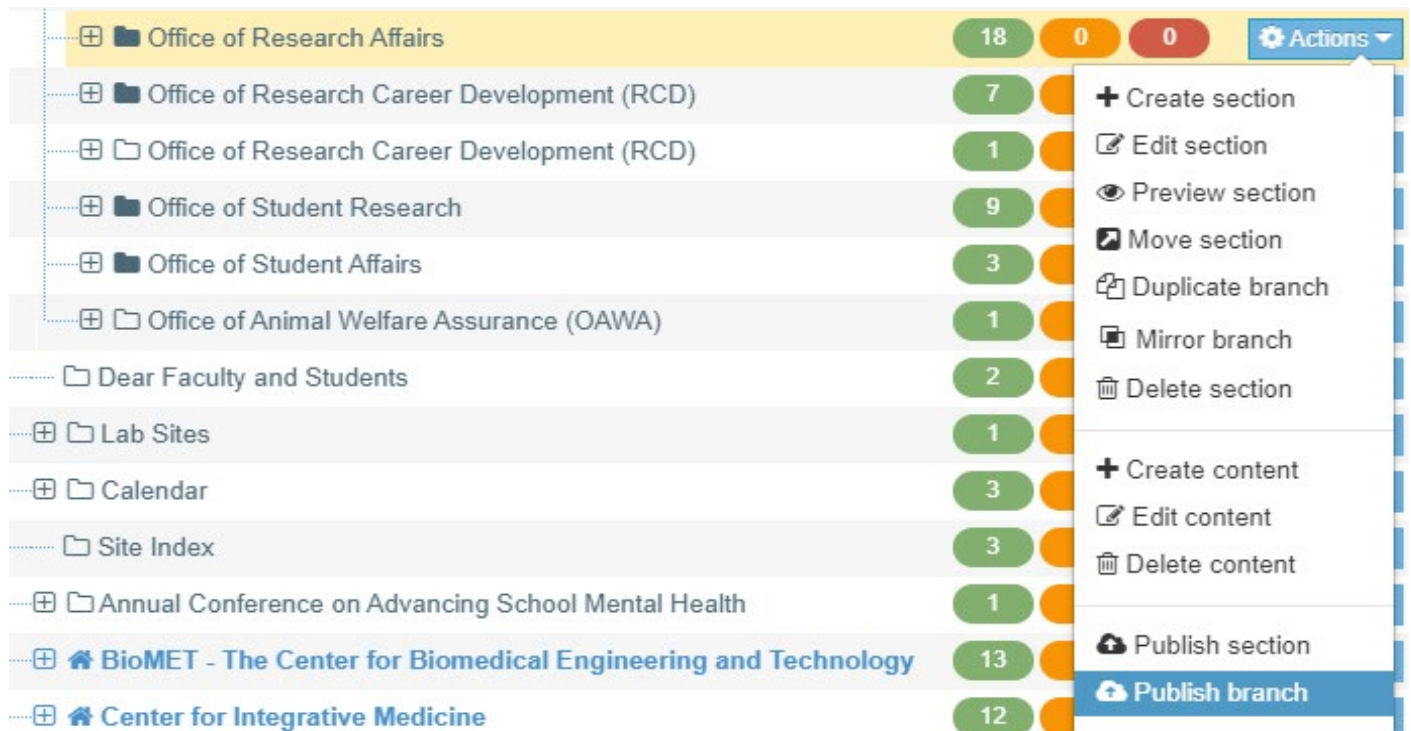 Office of Research Affairs 18 0 0 Actions
Office of Research Career Development (RCD) 7
Office of Research Career Development (RCD) 1
Office of Student Research 9
Office of Student Affairs 3
Office of Animal Welfare Assurance (OAWA) 1
Dear Faculty and Students 2
Lab Sites 1
Calendar 3
Site Index 3
Annual Conference on Advancing School Mental Health 1
BioMET - The Center for Biomedical Engineering and Technology 13
Center for Integrative Medicine 12
Create section
Edit section
Preview section
Move section
Duplicate branch
Mirror branch
Delete section
Create content
Edit content
Delete content
Publish section
Publish branch